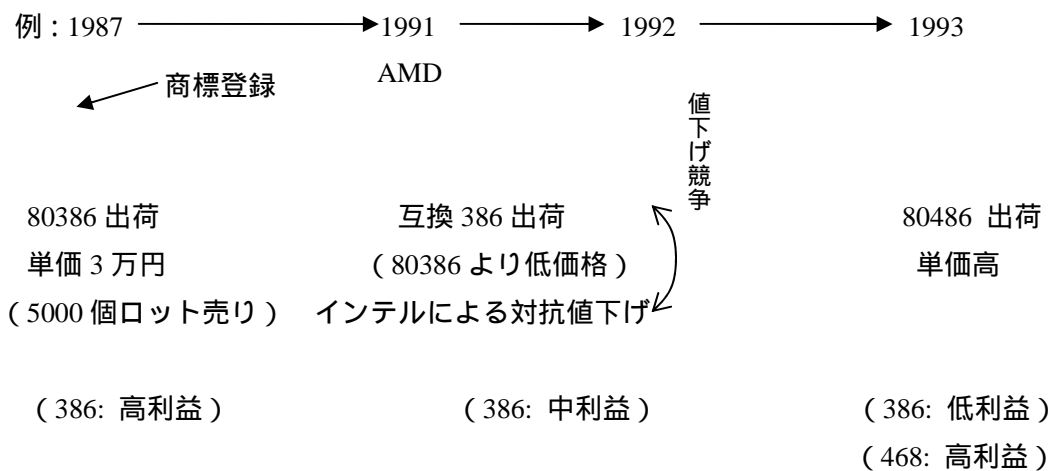 例：1987 1991 1992 1993
AMD
商標登録
値下げ競争
80386 出荷 互換 386 出荷 80486 出荷
単価 3 万円 （80386 より低価格） 単価高
（5000 個ロット売り） インテルによる対抗値下げ
（386: 高利益） （386: 中利益） （386: 低利益）
（468: 高利益）